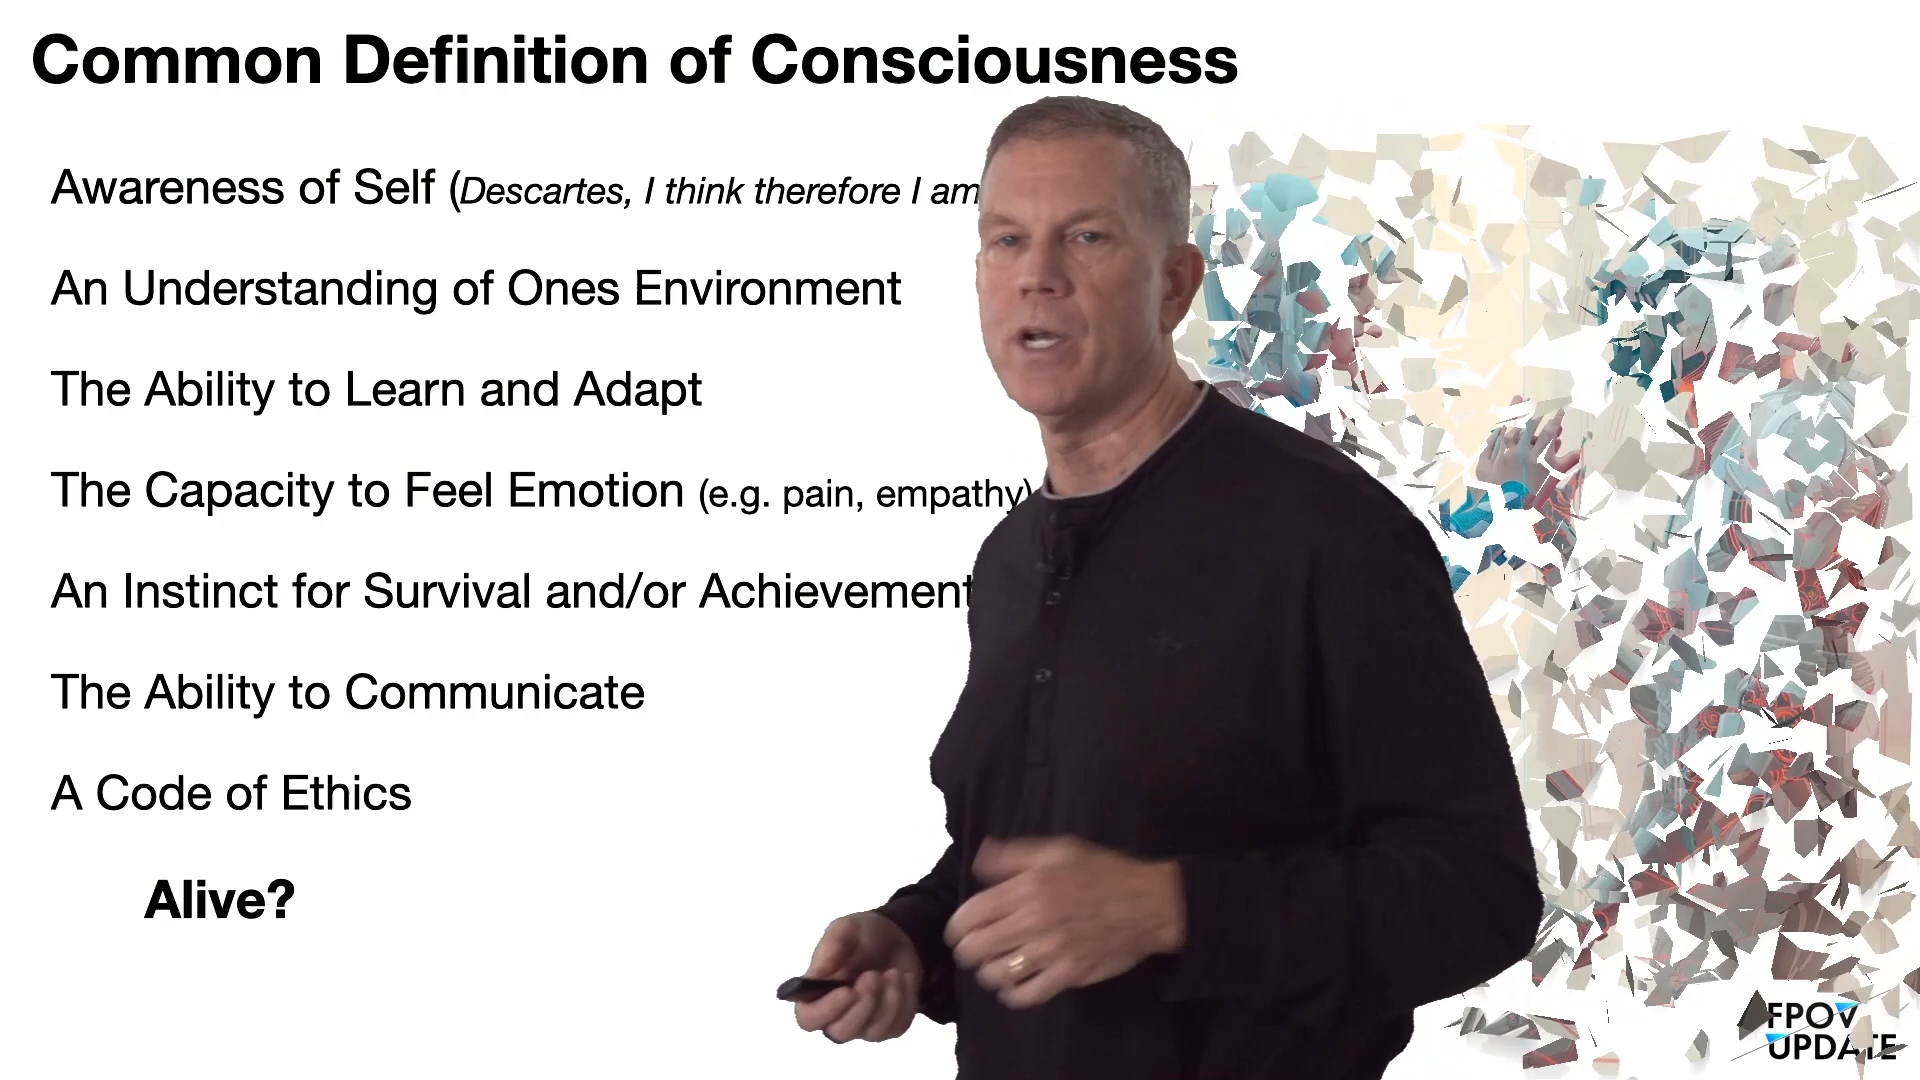 Common Definition of Consciousness
Awareness of Self (Descartes, I think therefore I am
An Understanding of Ones Environment
The Ability to Learn and Adapt
The Capacity to Feel Emotion (e.g. pain, empathy)
An Instinct for Survival and/or Achievement
The Ability to Communicate
A Code of Ethics
Alive?
FPOV
UPDATE